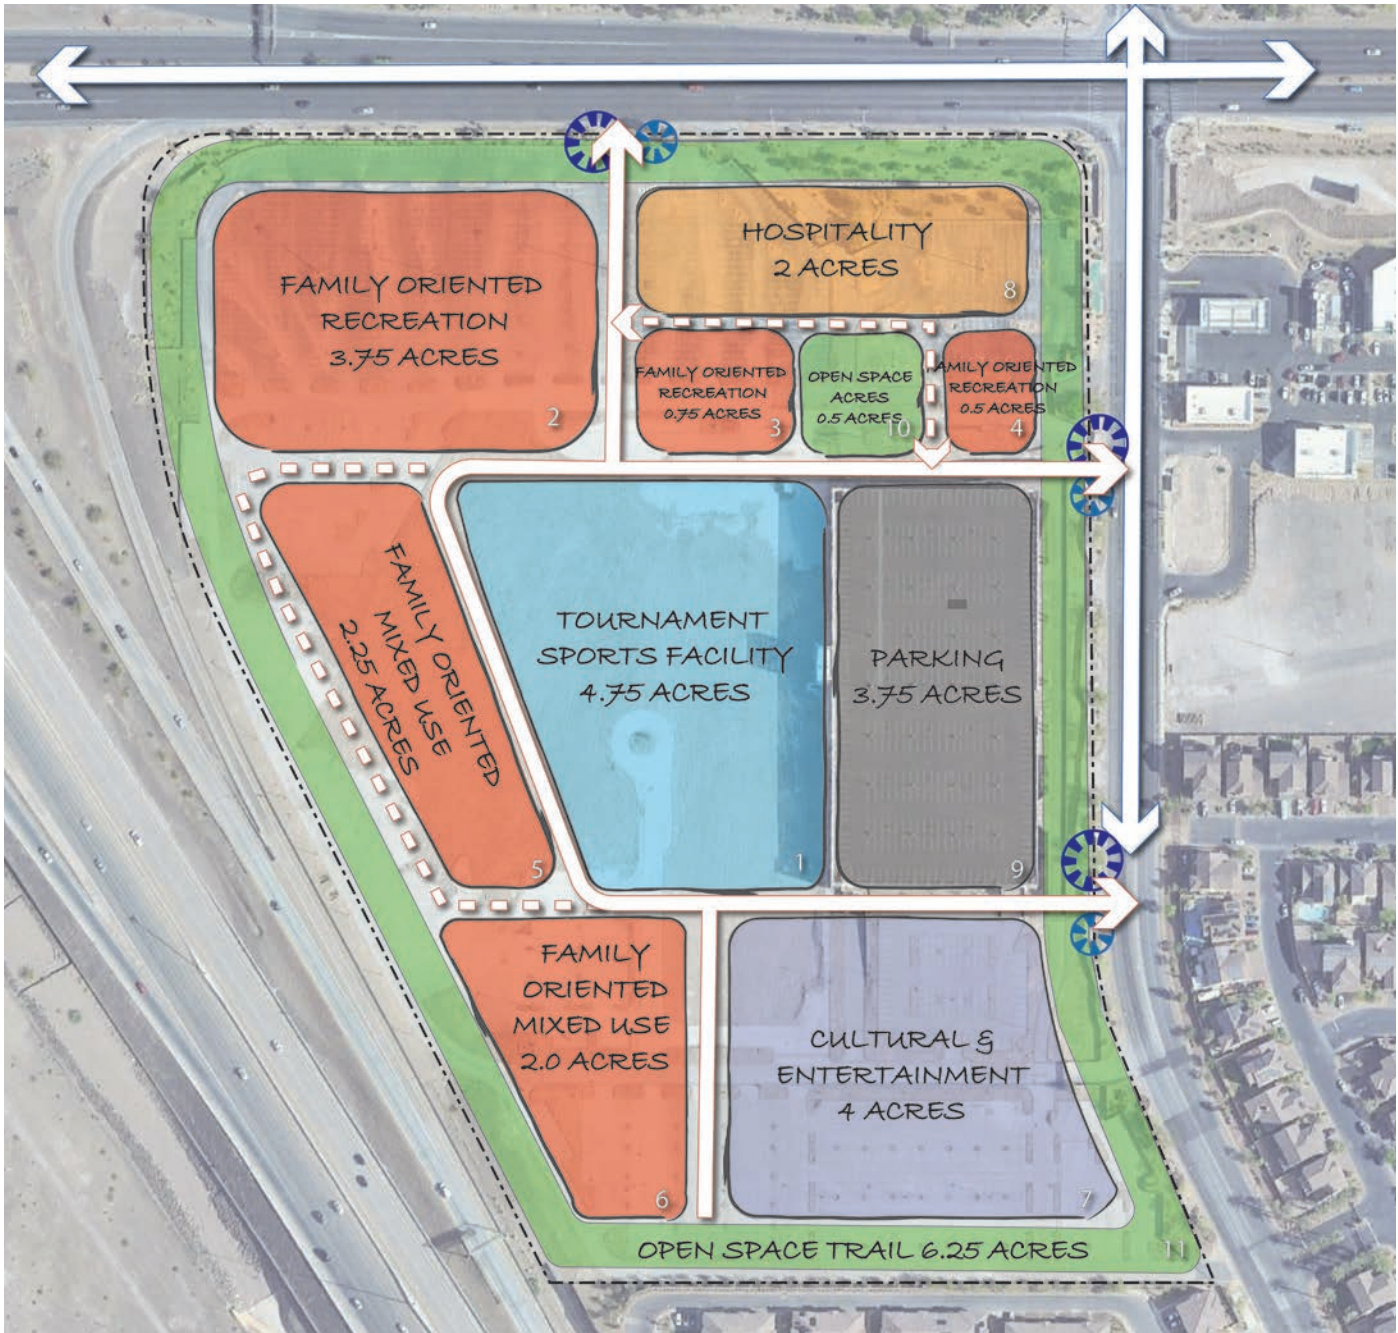 HOSPITALITY
2 ACRES
8
FAMILY ORIENTED
RECREATION
3.75 ACRES
2
FAMILY ORIENTED
RECREATION
0.75 ACRES
3
OPEN SPACE
ACRES
0.5 ACRES
10
AMILY ORIENTED
RECREATION
0.5 ACRES
4
FAMILY ORIENTED
MIXED USE
2.25 ACRES
5
TOURNAMENT
SPORTS FACILITY
4.75 ACRES
1
PARKING
3.75 ACRES
9
FAMILY
ORIENTED
MIXED USE
2.0 ACRES
6
CULTURAL &
ENTERTAINMENT
4 ACRES
7
OPEN SPACE TRAIL 6.25 ACRES
11